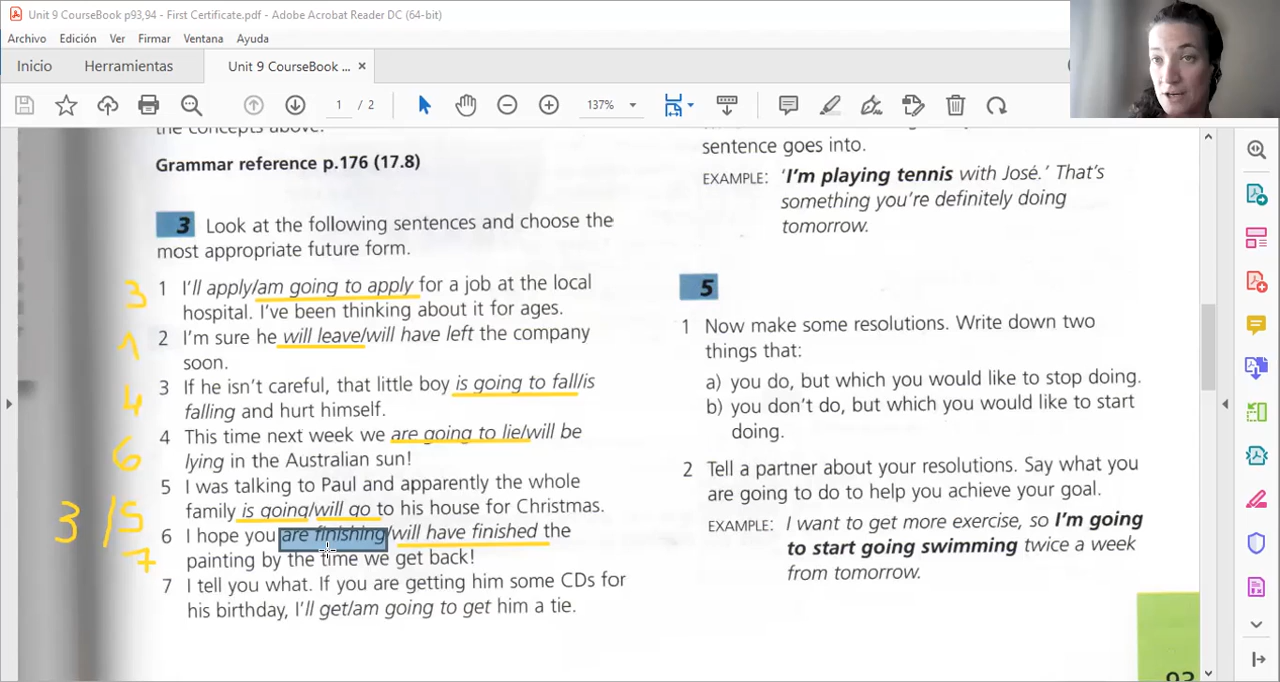 Unit 9 CourseBook p93,94 - First Certificate.pdf - Adobe Acrobat Reader DC (64-bit)
Archivo Edición Ver Firmar Ventana Ayuda
Inicio Herramientas Unit 9 CourseBook ... ×
1 / 2 137%
the concepts above.
Grammar reference p.176 (17.8)
3 Look at the following sentences and choose the
most appropriate future form.
3 1 I'll apply/am going to apply for a job at the local
hospital. I've been thinking about it for ages.
1 2 I'm sure he will leave/will have left the company
soon.
4 3 If he isn't careful, that little boy is going to fall/is
falling and hurt himself.
6 4 This time next week we are going to lie/will be
lying in the Australian sun!
3/5 5 I was talking to Paul and apparently the whole
family is going/will go to his house for Christmas.
7 6 I hope you are finishing/will have finished the
painting by the time we get back!
7 I tell you what. If you are getting him some CDs for
his birthday, I'll get/am going to get him a tie.
sentence goes into.
EXAMPLE: 'I'm playing tennis with José.' That's
something you're definitely doing
tomorrow.
5
1 Now make some resolutions. Write down two
things that:
a) you do, but which you would like to stop doing.
b) you don't do, but which you would like to start
doing.
2 Tell a partner about your resolutions. Say what you
are going to do to help you achieve your goal.
EXAMPLE: I want to get more exercise, so I'm going
to start going swimming twice a week
from tomorrow.
93